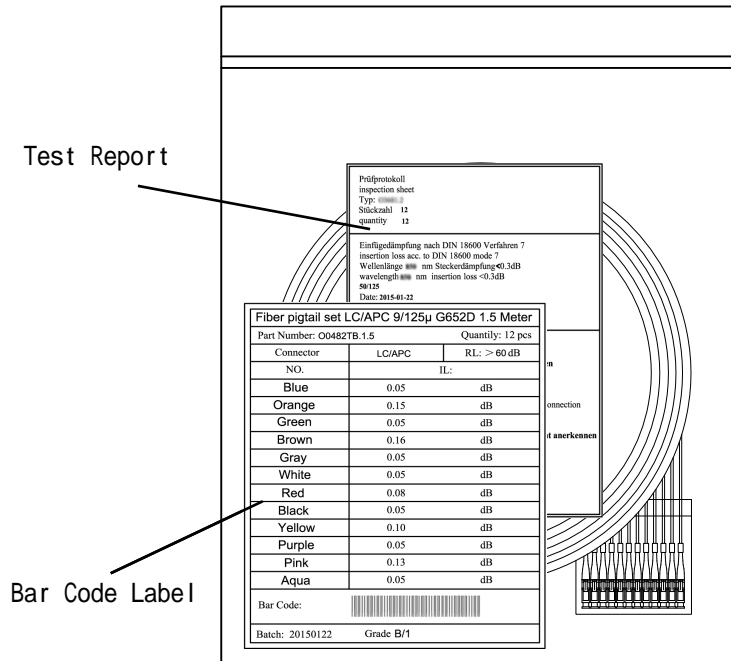 Test Report
Prüfprotokoll
inspection sheet
Typ:
Stückzahl 12
quantity 12
Einfügedämpfung nach DIN 18600 Verfahren 7
insertion loss acc. to DIN 18600 mode 7
Wellenlänge nm Steckerdämpfung<0.3dB
wavelength nm insertion loss <0.3dB
50/125
Date: 2015-01-22
en
onnection
nt anerkennen
Fiber pigtail set LC/APC 9/125µ G652D 1.5 Meter
Part Number: O0482TB.1.5 Quantily: 12 pcs
Connector LC/APC RL: > 60 dB
NO. IL:
Blue 0.05 dB
Orange 0.15 dB
Green 0.05 dB
Brown 0.16 dB
Gray 0.05 dB
White 0.05 dB
Red 0.08 dB
Black 0.05 dB
Yellow 0.10 dB
Purple 0.05 dB
Pink 0.13 dB
Aqua 0.05 dB
Bar Code:
Batch: 20150122 Grade B/1
Bar Code Label